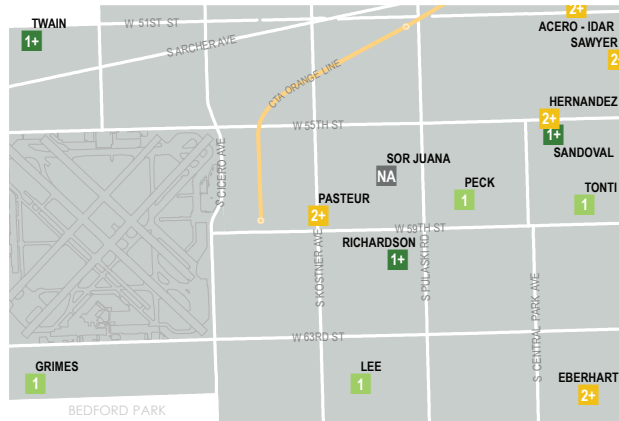 TWAIN
1+
W 51ST ST
S ARCHER AVE
CTA ORANGE LINE
2+
ACERO - IDAR
SAWYER
2+
HERNANDEZ
2+
1+
SANDOVAL
W 55TH ST
S CICERO AVE
SOR JUANA
NA
PECK
1
TONTI
1
PASTEUR
2+
W 59TH ST
RICHARDSON
1+
S KOSTNER AVE
S PULASKI RD
S CENTRAL PARK AVE
W 63RD ST
GRIMES
1
LEE
1
EBERHART
2+
BEDFORD PARK